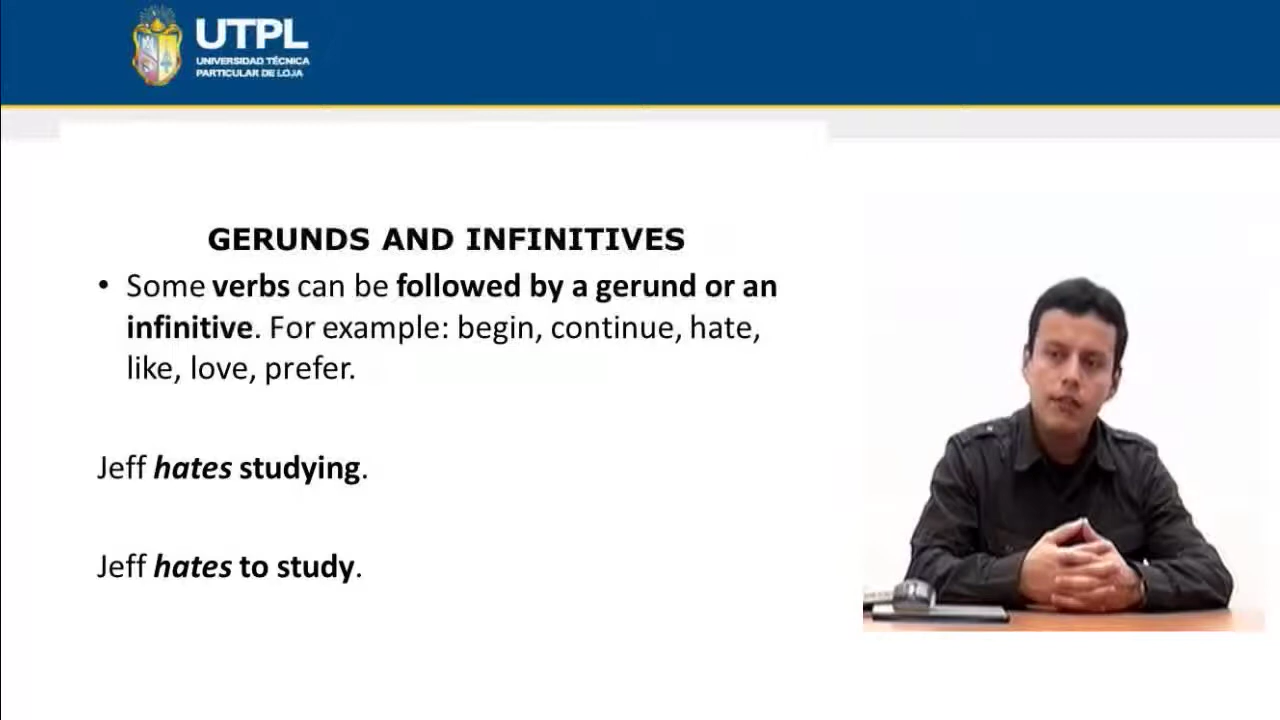 UTPL
UNIVERSIDAD TÉCNICA
PARTICULAR DE LOJA
GERUNDS AND INFINITIVES
• Some verbs can be followed by a gerund or an
infinitive. For example: begin, continue, hate,
like, love, prefer.
Jeff hates studying.
Jeff hates to study.